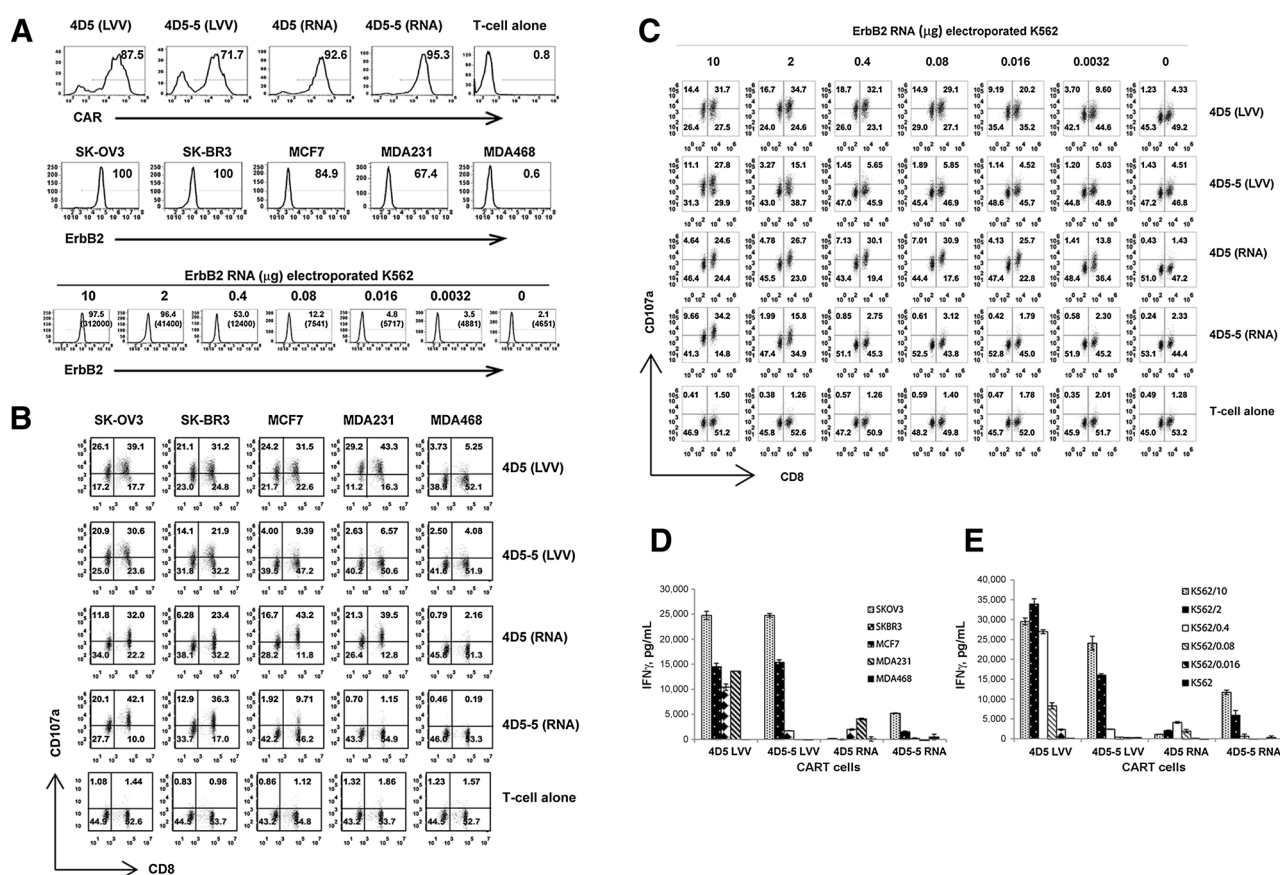 A
4D5 (LVV) 4D5-5 (LVV) 4D5 (RNA) 4D5-5 (RNA) T-cell alone
87.5 71.7 92.6 95.3 0.8
CAR
SK-OV3 SK-BR3 MCF7 MDA231 MDA468
100 100 84.9 67.4 0.6
ErbB2
ErbB2 RNA (μg) electroporated K562
10 2 0.4 0.08 0.016 0.0032 0
97.5 96.4 53.0 12.2 4.8 3.5 2.1
(312000) (41400) (12400) (7541) (5717) (4881) (4651)
ErbB2
B
SK-OV3 SK-BR3 MCF7 MDA231 MDA468
26.1 39.1 21.1 31.2 24.2 31.5 29.2 43.3 3.73 5.25
4D5 (LVV)
17.2 17.7 23.0 24.8 21.7 22.6 11.2 16.3 38.9 52.1
20.9 30.6 14.1 21.9 4.00 9.39 2.63 6.57 2.50 4.08
4D5-5 (LVV)
25.0 23.6 31.8 32.2 39.5 47.2 40.2 50.6 41.6 51.9
11.8 32.0 6.28 23.4 16.7 43.2 21.3 39.5 0.79 2.16
4D5 (RNA)
34.0 22.2 38.1 32.2 28.2 11.8 26.4 12.8 45.8 51.3
20.1 42.1 12.9 36.3 1.92 9.71 0.70 1.15 0.46 0.19
4D5-5 (RNA)
27.7 10.0 33.7 17.0 42.2 46.2 43.3 54.9 46.0 53.3
1.08 1.44 0.83 0.98 0.86 1.12 1.32 1.86 1.23 1.57
T-cell alone
44.9 52.6 44.5 53.7 43.2 54.8 43.2 53.7 44.5 52.7
CD107a
CD8
C
ErbB2 RNA (μg) electroporated K562
10 2 0.4 0.08 0.016 0.0032 0
14.4 31.7 16.7 34.7 18.7 32.1 14.9 29.1 9.19 20.2 3.70 9.60 1.23 4.33
4D5 (LVV)
26.4 27.5 24.0 24.6 26.0 23.1 29.0 27.1 35.4 35.2 42.1 44.6 45.3 49.2
11.1 27.8 3.27 15.1 1.45 5.65 1.89 5.85 1.14 4.52 1.20 5.03 1.43 4.51
4D5-5 (LVV)
31.3 29.9 43.0 38.7 47.0 45.9 45.4 46.9 48.6 45.7 44.8 48.9 47.2 46.8
4.64 24.6 4.78 26.7 7.13 30.1 7.01 30.9 4.13 25.7 1.41 13.8 0.43 1.43
4D5 (RNA)
46.4 24.4 45.5 23.0 43.4 19.4 44.4 17.6 47.4 22.8 48.4 36.4 51.0 47.2
9.66 34.2 1.99 15.8 0.85 2.75 0.61 3.12 0.42 1.79 0.58 2.30 0.24 2.33
4D5-5 (RNA)
41.3 14.8 47.4 34.9 51.1 45.3 52.5 43.8 52.8 45.0 51.9 45.2 53.1 44.4
0.41 1.50 0.38 1.26 0.57 1.26 0.59 1.40 0.47 1.78 0.35 2.01 0.49 1.28
T-cell alone
46.9 51.2 45.8 52.6 47.2 50.9 48.2 49.8 45.7 52.0 45.9 51.7 45.0 53.2
CD107a
CD8
D
IFNγ, pg/mL
30,000
25,000
20,000
15,000
10,000
5,000
0
SKOV3
SKBR3
MCF7
MDA231
MDA468
4D5 LVV 4D5-5 LVV 4D5 RNA 4D5-5 RNA
CART cells
E
IFNγ, pg/mL
40,000
35,000
30,000
25,000
20,000
15,000
10,000
5,000
0
K562/10
K562/2
K562/0.4
K562/0.08
K562/0.016
K562
4D5 LVV 4D5-5 LVV 4D5 RNA 4D5-5 RNA
CART cells